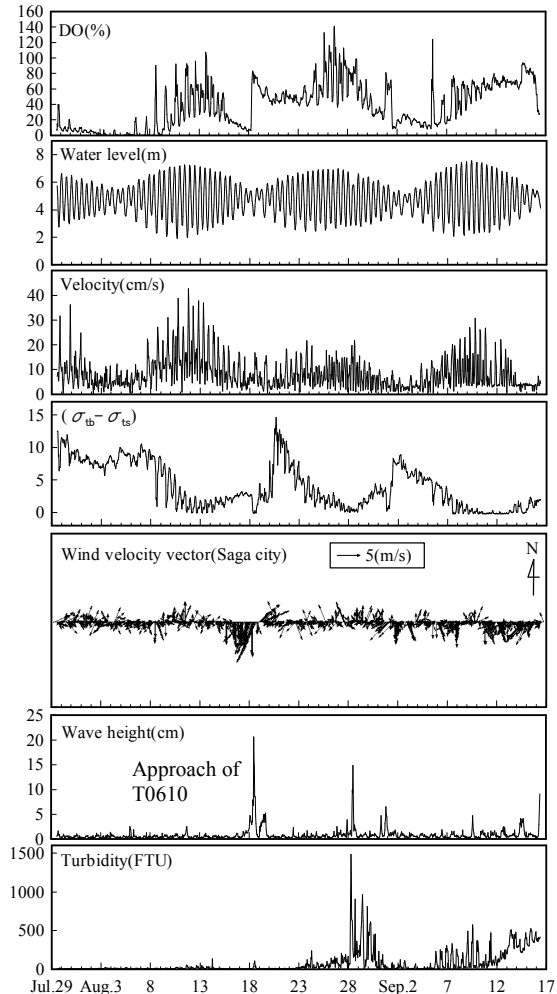 DO(%)
160
140
120
100
80
60
40
20
0
Water level(m)
8
6
4
2
0
Velocity(cm/s)
40
30
20
10
0
(σtb−σts)
15
10
5
0
Wind velocity vector(Saga city)
5(m/s)
N
Wave height(cm)
25
20
15
10
5
0
Approach of
T0610
Turbidity(FTU)
1500
1000
500
0
Jul.29 Aug.3 8 13 18 23 28 Sep.2 7 12 17